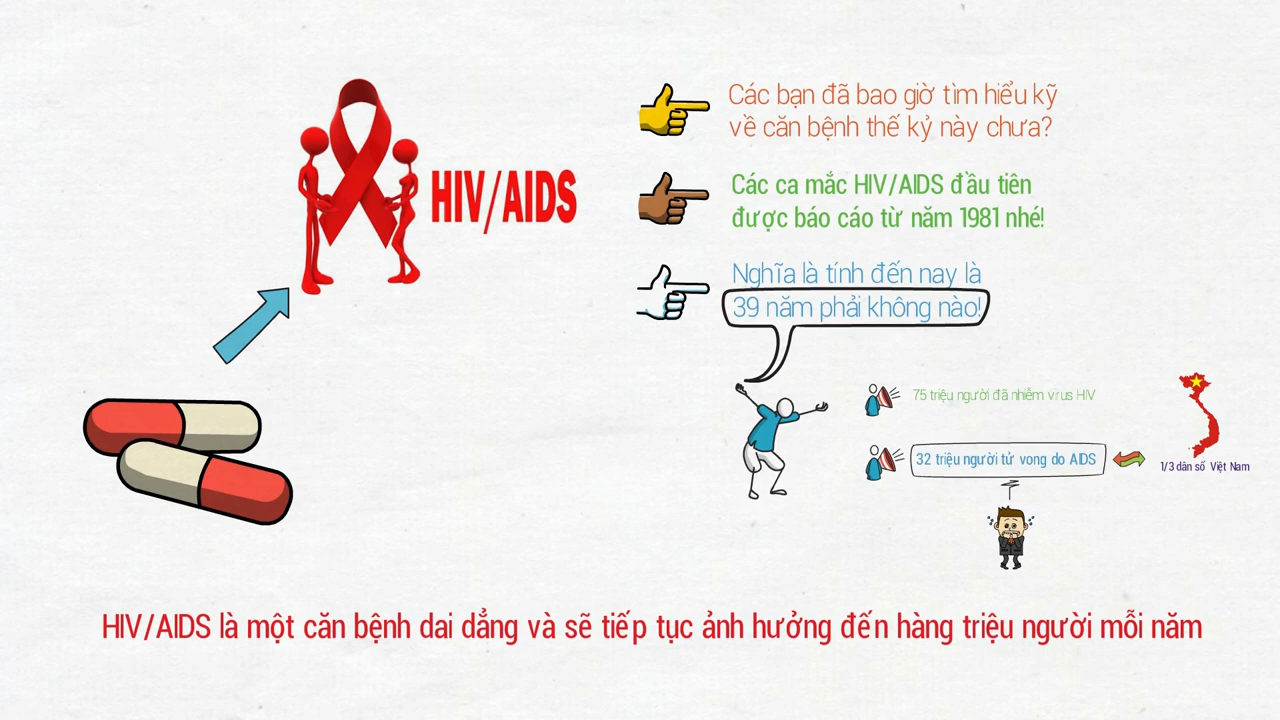 HIV/AIDS
Các bạn đã bao giờ tìm hiểu kỹ
về căn bệnh thế kỷ này chưa?
Các ca mắc HIV/AIDS đầu tiên
được báo cáo từ năm 1981 nhé!
Nghĩa là tính đến nay là
39 năm phải không nào!
75 triệu người đã nhiễm virus HIV
32 triệu người tử vong do AIDS
1/3 dân số Việt Nam
HIV/AIDS là một căn bệnh dai dẳng và sẽ tiếp tục ảnh hưởng đến hàng triệu người mỗi năm